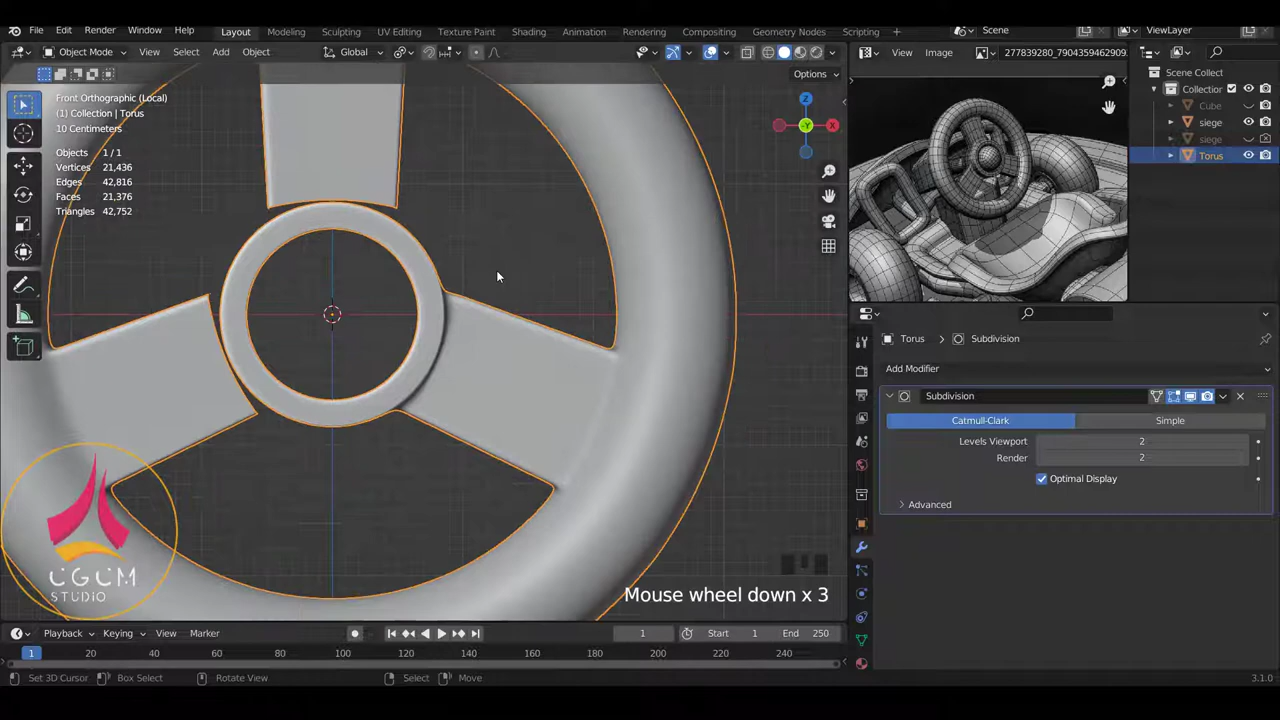 File Edit Render Window Help Layout Modeling Sculpting UV Editing Texture Paint Shading Animation Rendering Compositing Geometry Nodes Scripting Scene ViewLayer
Object Mode View Select Add Object Global View Image 277839280_7904359462909
Options
Front Orthographic (Local)
(1) Collection | Torus
10 Centimeters
Objects 1 / 1
Vertices 21,436
Edges 42,816
Faces 21,376
Triangles 42,752
Z
-Y
X
Scene Collect
Collection
Cube
siege
siege
Torus
Torus > Subdivision
Add Modifier
Subdivision
Catmull-Clark Simple
Levels Viewport 2
Render 2
Optimal Display
Advanced
CGCM
STUDIO
Mouse wheel down x 3
Playback Keying View Marker 1 Start 1 End 250
1 20 40 60 80 100 120 140 160 180 200 220 240
Set 3D Cursor Box Select Rotate View Select Move 3.1.0